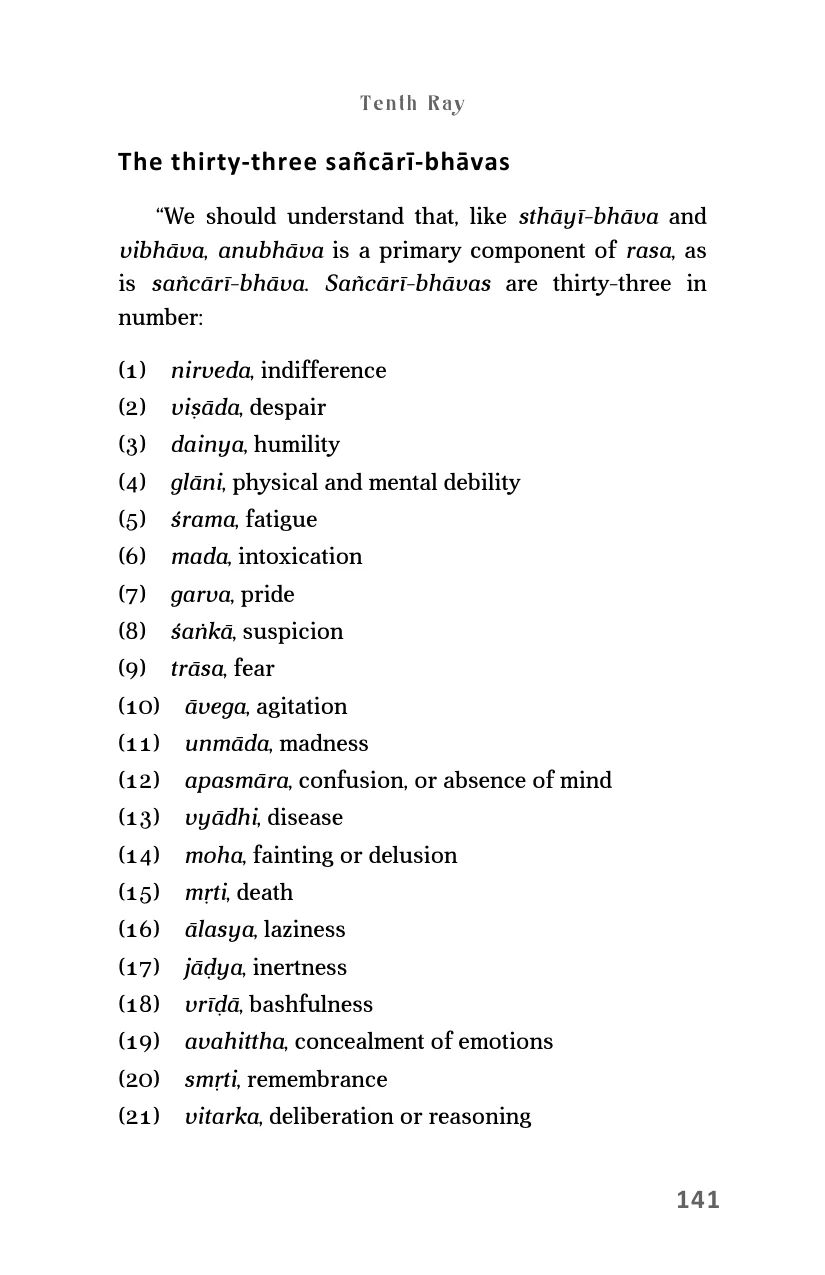 Tenth Ray
The thirty-three sañcārī-bhāvas
“We should understand that, like sthāyī-bhāva and
vibhāva, anubhāva is a primary component of rasa, as
is sañcārī-bhāva. Sañcārī-bhāvas are thirty-three in
number:
(1) nirveda, indifference
(2) viṣāda, despair
(3) dainya, humility
(4) glāni, physical and mental debility
(5) śrama, fatigue
(6) mada, intoxication
(7) garva, pride
(8) śaṅkā, suspicion
(9) trāsa, fear
(10) āvega, agitation
(11) unmāda, madness
(12) apasmāra, confusion, or absence of mind
(13) vyādhi, disease
(14) moha, fainting or delusion
(15) mṛti, death
(16) ālasya, laziness
(17) jāḍya, inertness
(18) vrīḍā, bashfulness
(19) avahittha, concealment of emotions
(20) smṛti, remembrance
(21) vitarka, deliberation or reasoning
141